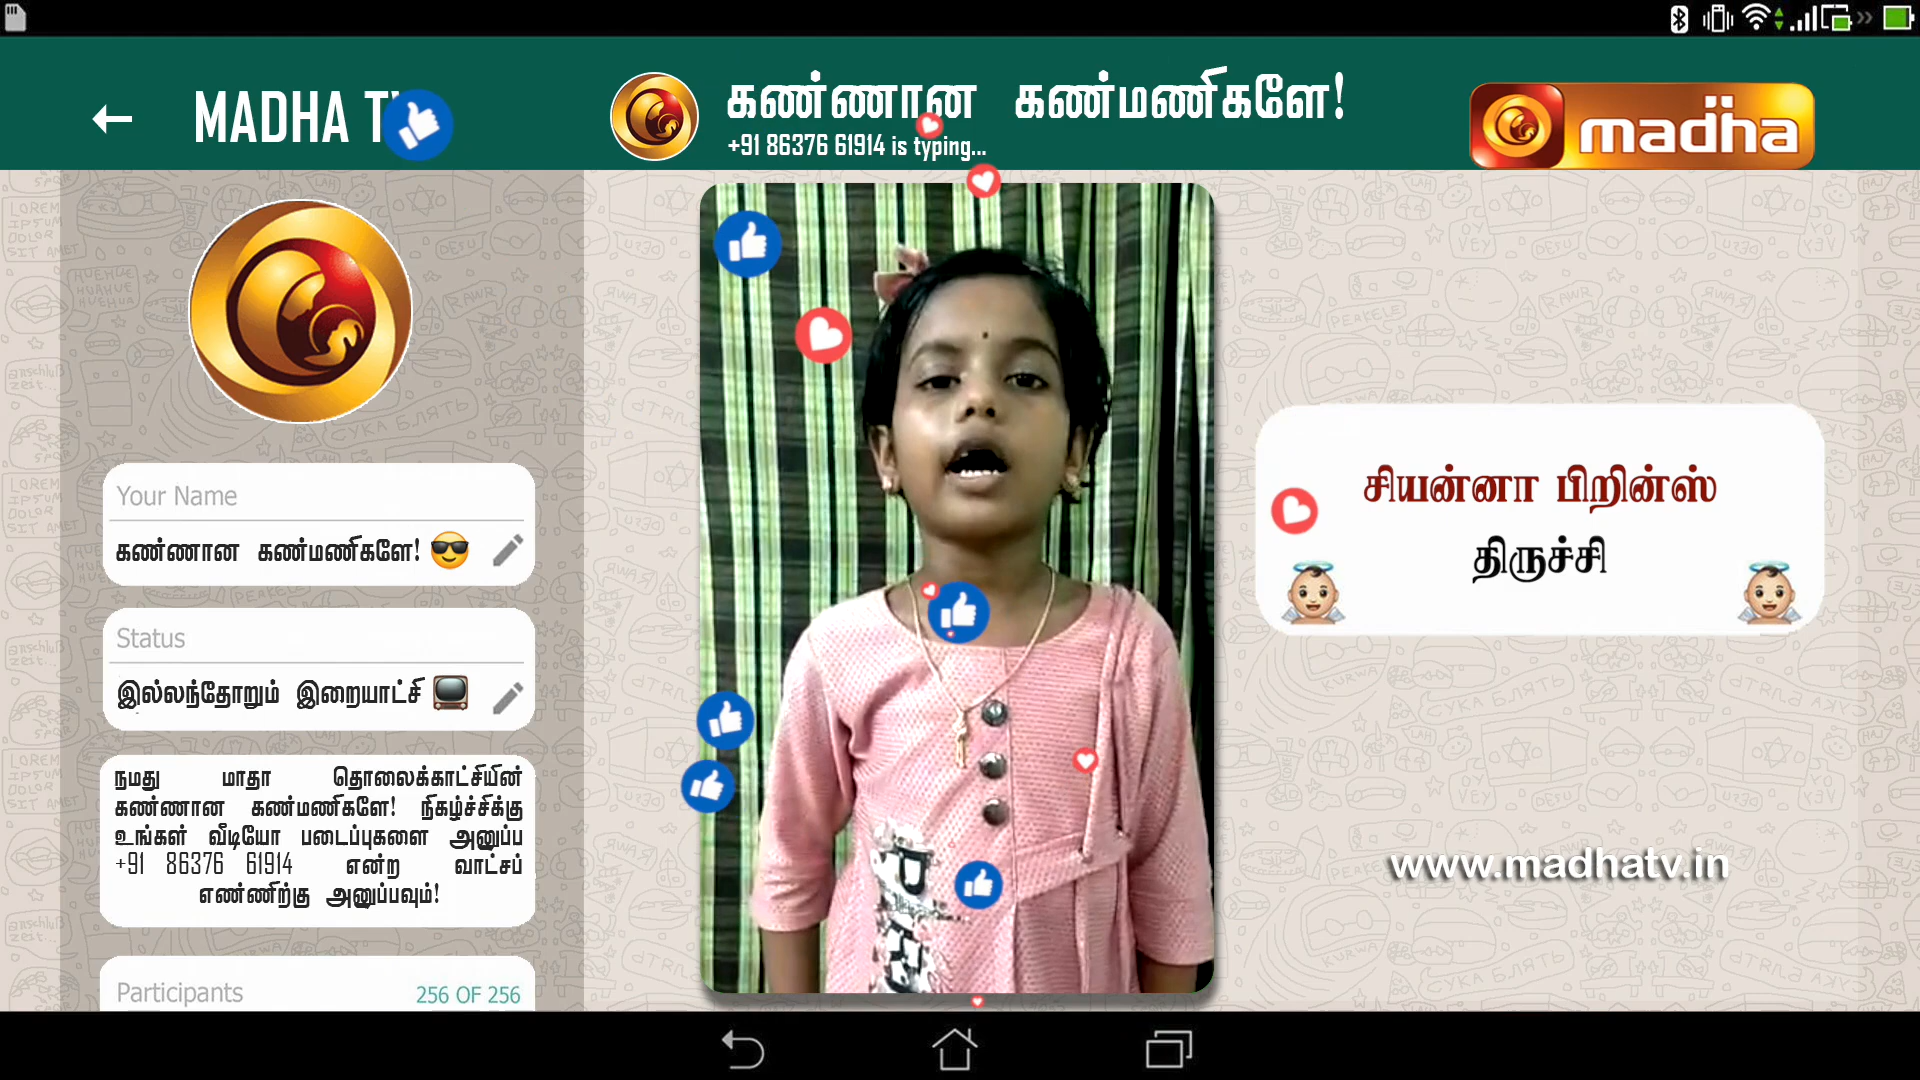 MADHA
கண்ணான கண்மணிகளே!
+91 86376 61914 is typing...
madha
Your Name
கண்ணான கண்மணிகளே!
Status
இல்லந்தோறும் இறையாட்சி
நமது மாதா தொலைக்காட்சியின்
கண்ணான கண்மணிகளே! நிகழ்ச்சிக்கு
உங்கள் வீடியோ படைப்புகளை அனுப்ப
+91 86376 61914 என்ற வாட்சப்
எண்ணிற்கு அனுப்பவும்!
Participants
256 OF 256
சியன்னா பிறின்ஸ்
திருச்சி
www.madhatv.in